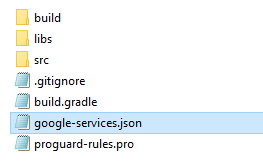 build
libs
src
.gitignore
build.gradle
google-services.json
proguard-rules.pro